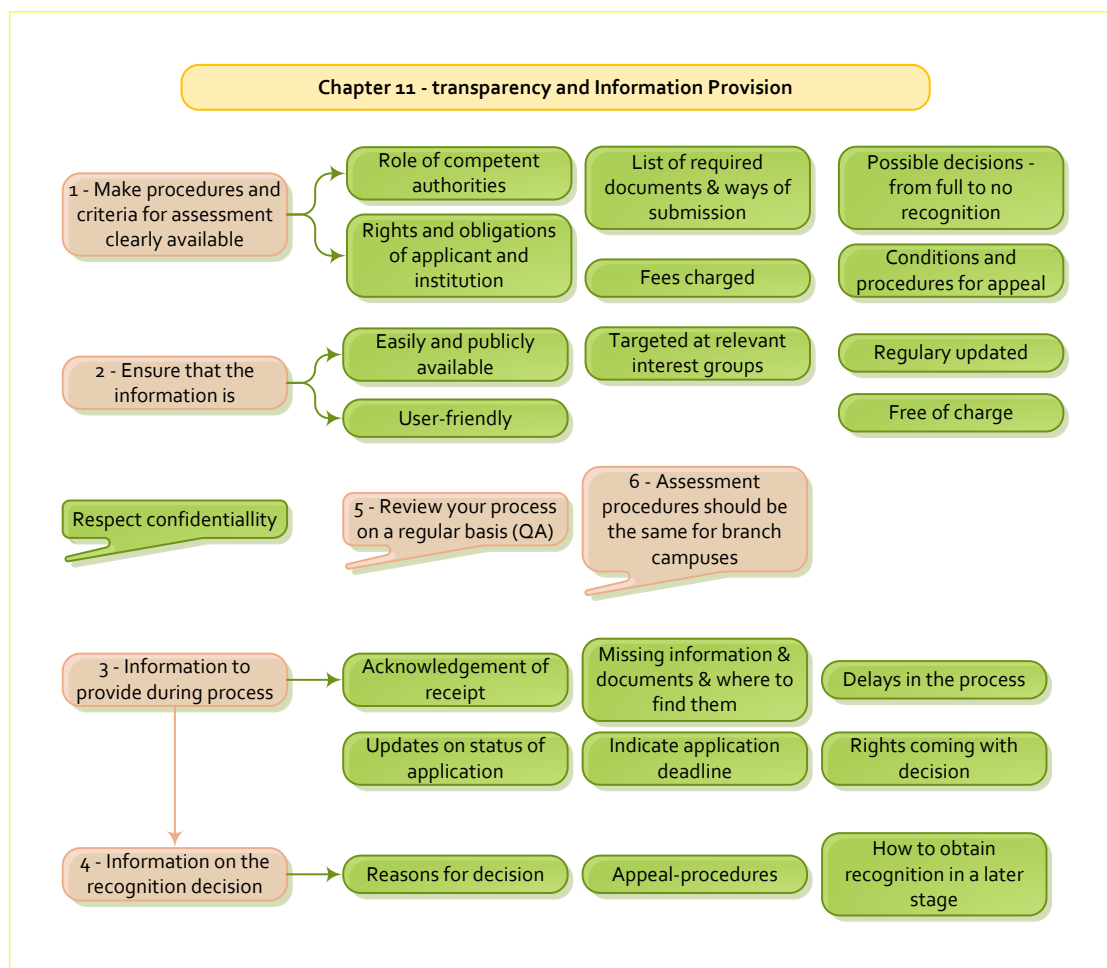 Chapter 11 - transparency and Information Provision
1 - Make procedures and
criteria for assessment
clearly available
Role of competent
authorities
List of required
documents & ways of
submission
Possible decisions -
from full to no
recognition
Rights and obligations
of applicant and
institution
Fees charged
Conditions and
procedures for appeal
2 - Ensure that the
information is
Easily and publicly
available
Targeted at relevant
interest groups
Regulary updated
User-friendly
Free of charge
Respect confidentiallity
5 - Review your process
on a regular basis (QA)
6 - Assessment
procedures should be
the same for branch
campuses
3 - Information to
provide during process
Acknowledgement of
receipt
Missing information &
documents & where to
find them
Delays in the process
Updates on status of
application
Indicate application
deadline
Rights coming with
decision
4 - Information on the
recognition decision
Reasons for decision
Appeal-procedures
How to obtain
recognition in a later
stage